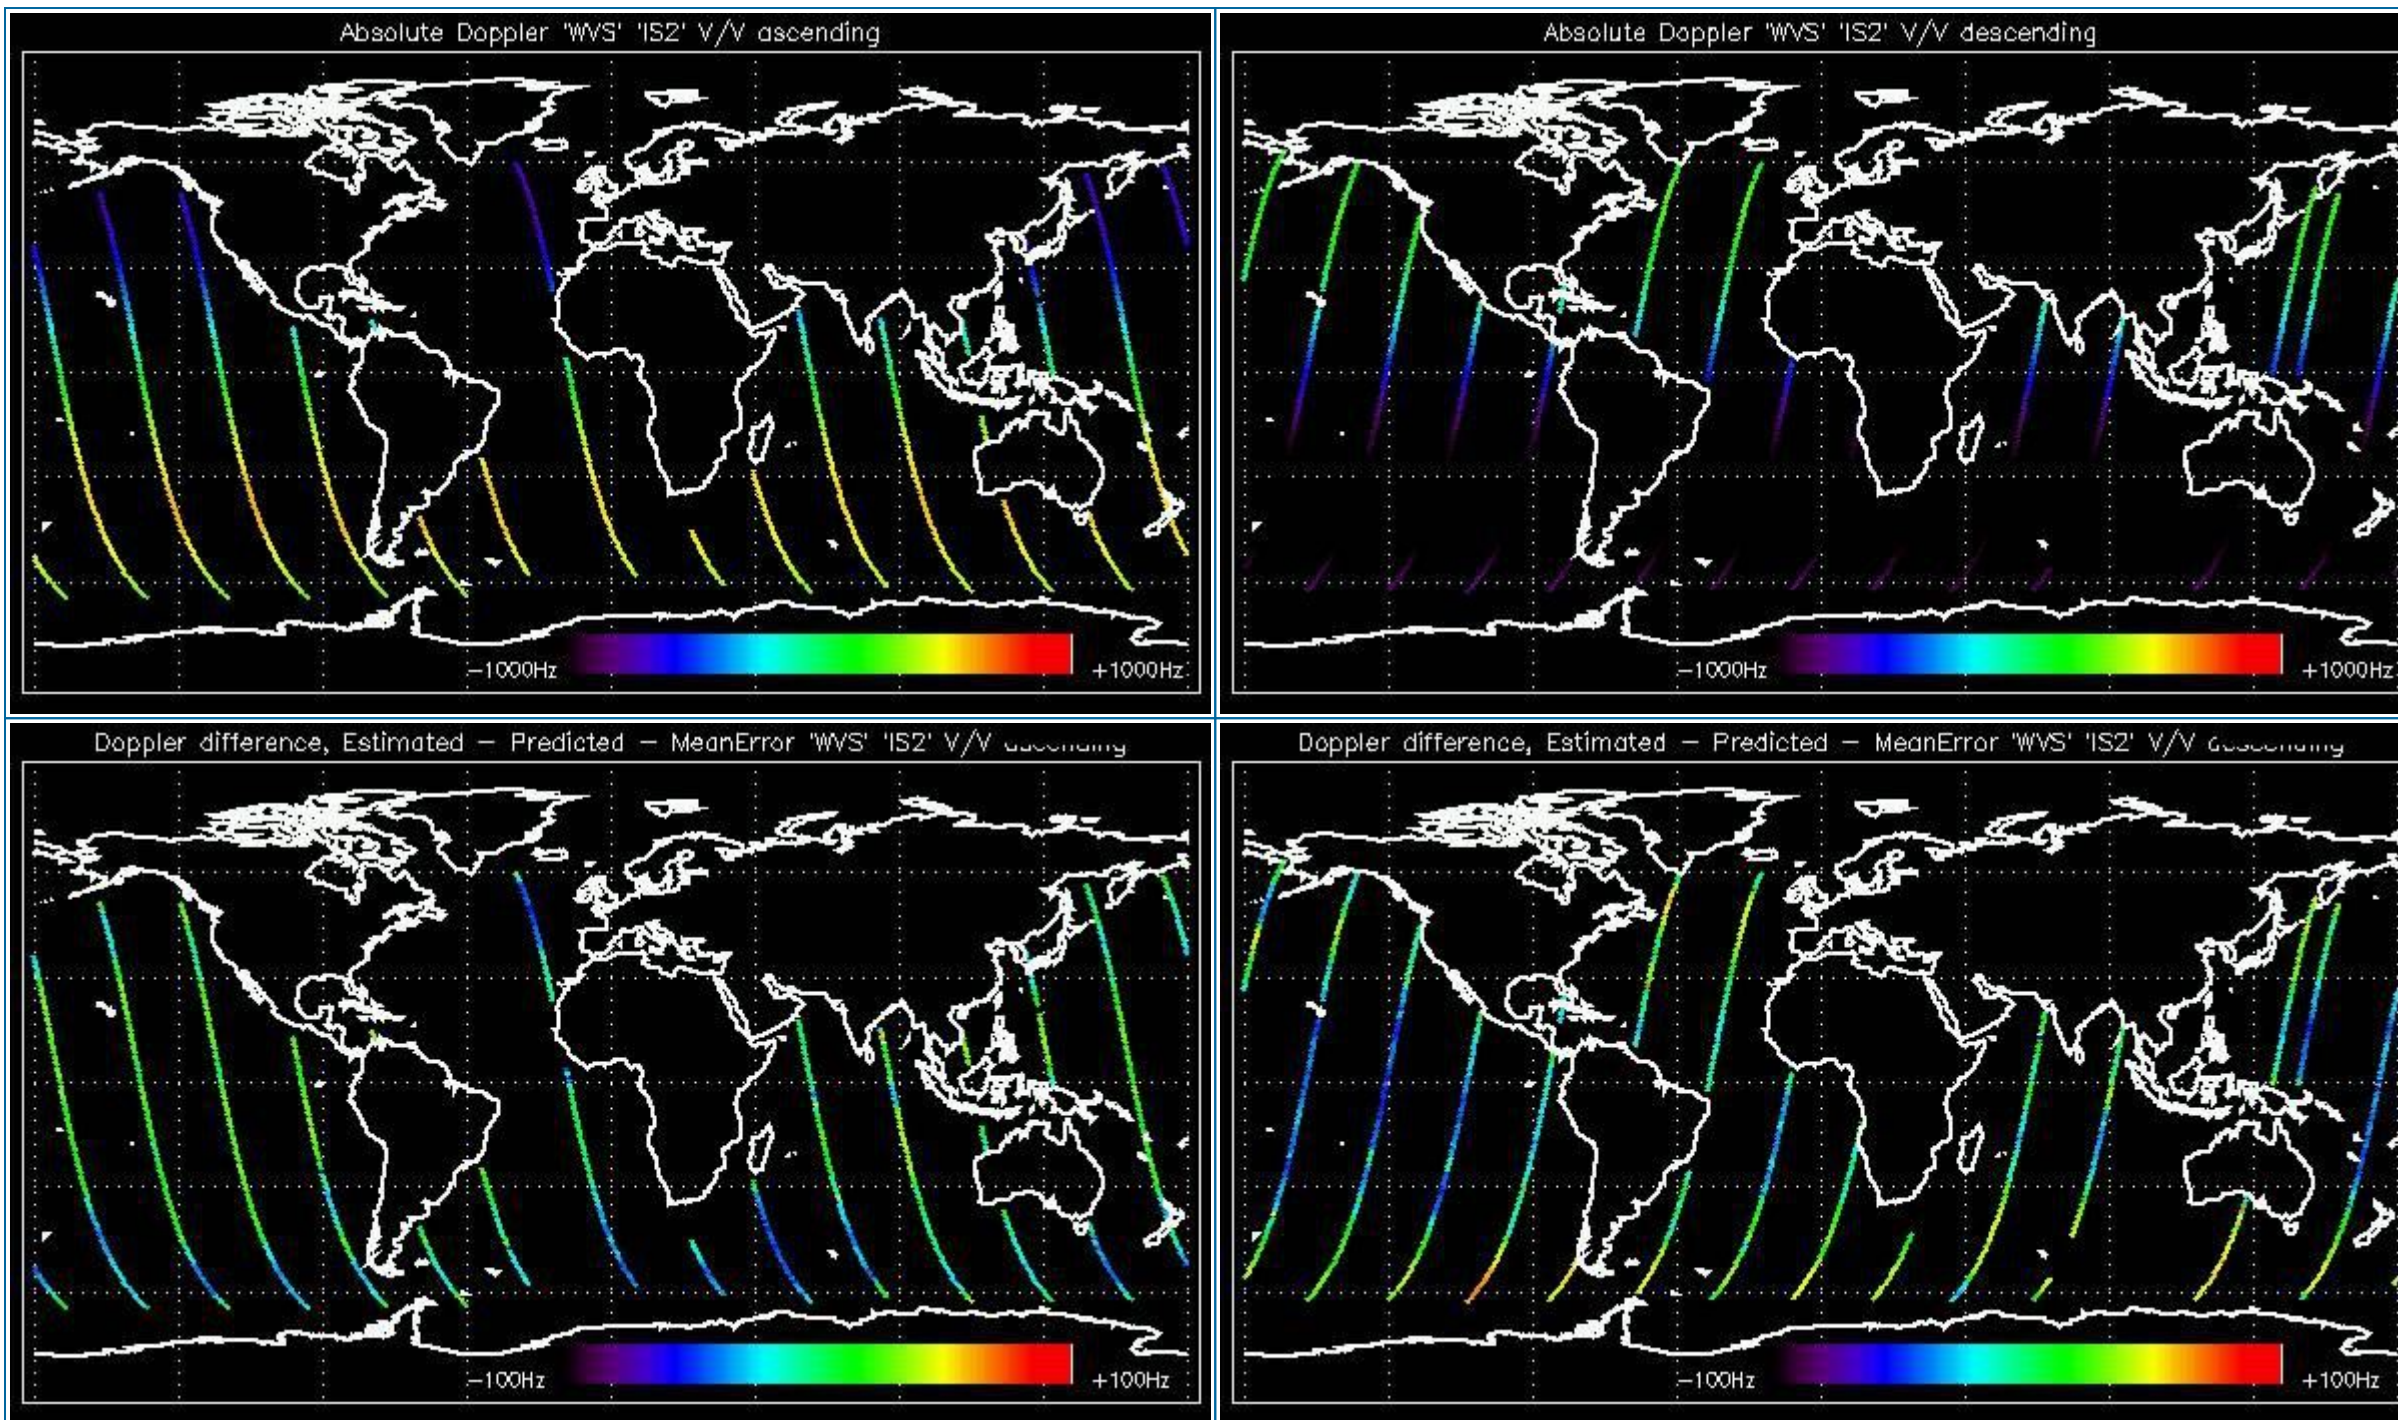 Absolute Doppler 'WVS' 'IS2' V/V ascending
-1000Hz
+1000Hz
Absolute Doppler 'WVS' 'IS2' V/V descending
-1000Hz
+1000Hz
Doppler difference, Estimated - Predicted - MeanError 'WVS' 'IS2' V/V
-100Hz
+100Hz
Doppler difference, Estimated - Predicted - MeanError 'WVS' 'IS2' V/V
-100Hz
+100Hz